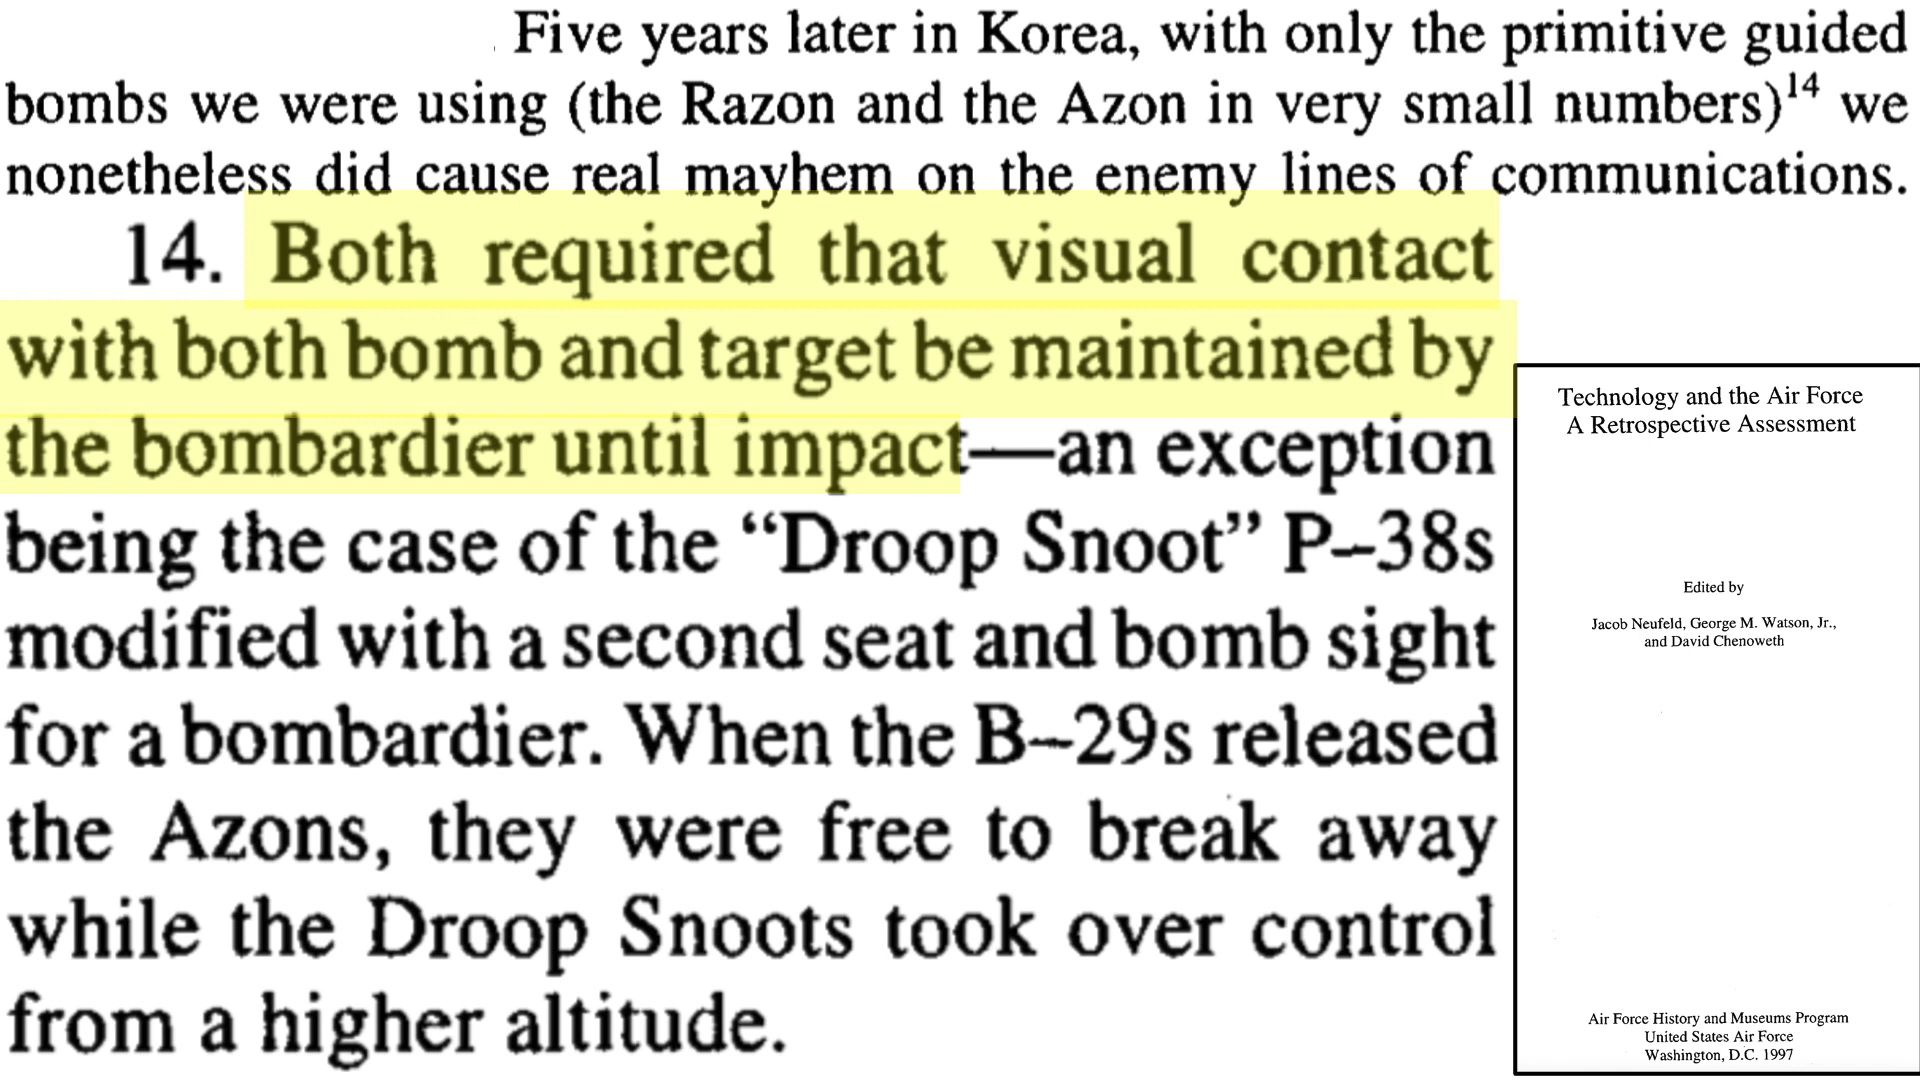 Five years later in Korea, with only the primitive guided
bombs we were using (the Razon and the Azon in very small numbers)¹⁴ we
nonetheless did cause real mayhem on the enemy lines of communications.
14. Both required that visual contact
with both bomb and target be maintained by
the bombardier until impact—an exception
being the case of the “Droop Snoot” P–38s
modified with a second seat and bomb sight
for a bombardier. When the B–29s released
the Azons, they were free to break away
while the Droop Snoots took over control
from a higher altitude.
Technology and the Air Force
A Retrospective Assessment
Edited by
Jacob Neufeld, George M. Watson, Jr.,
and David Chenoweth
Air Force History and Museums Program
United States Air Force
Washington, D.C. 1997